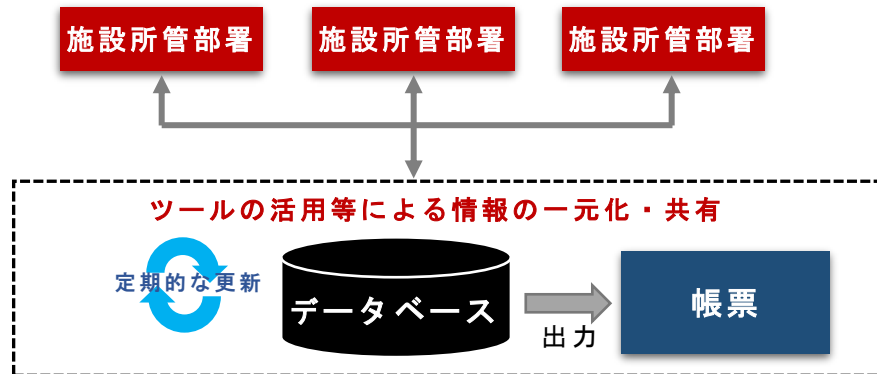 施設所管部署
施設所管部署
施設所管部署
ツールの活用等による情報の一元化・共有
定期的な更新
データベース
出力
帳票